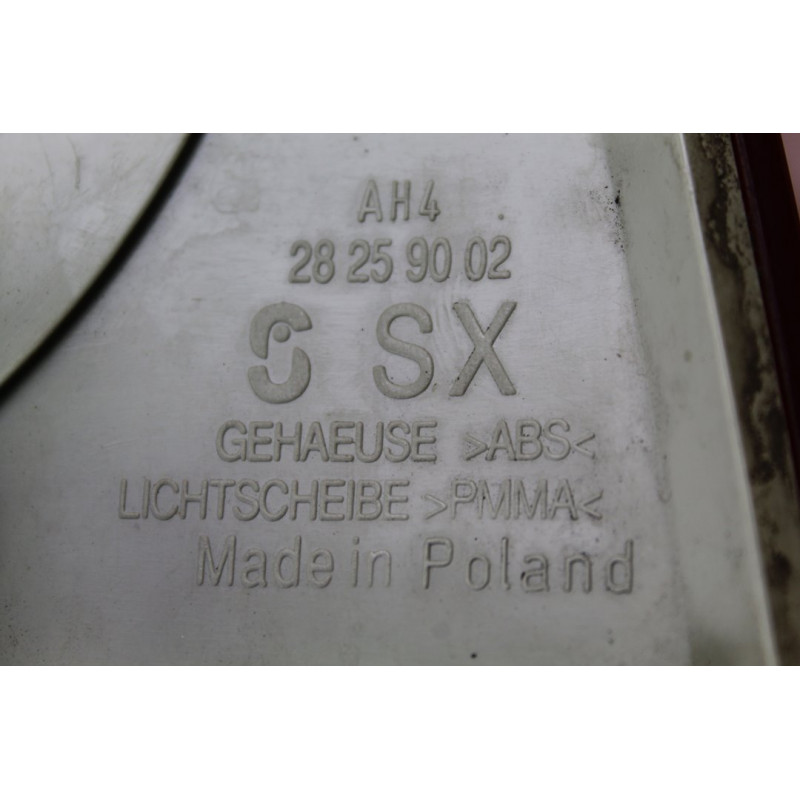 AH4
28 25 90 02
SX
GEHAEUSE >ABS<
LICHTSCHEIBE >PMMA<
Made in Poland